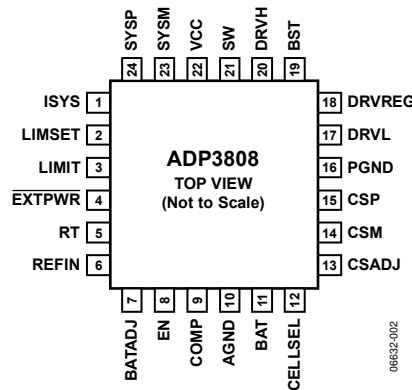 24 SYSP
23 SYSM
22 VCC
21 SW
20 DRVH
19 BST
ISYS 1
LIMSET 2
LIMIT 3
EXTPWR 4
RT 5
REFIN 6
ADP3808
TOP VIEW
(Not to Scale)
18 DRVREG
17 DRVL
16 PGND
15 CSP
14 CSM
13 CSADJ
BATADJ 7
EN 8
COMP 9
AGND 10
BAT 11
CELLSEL 12
06632-002